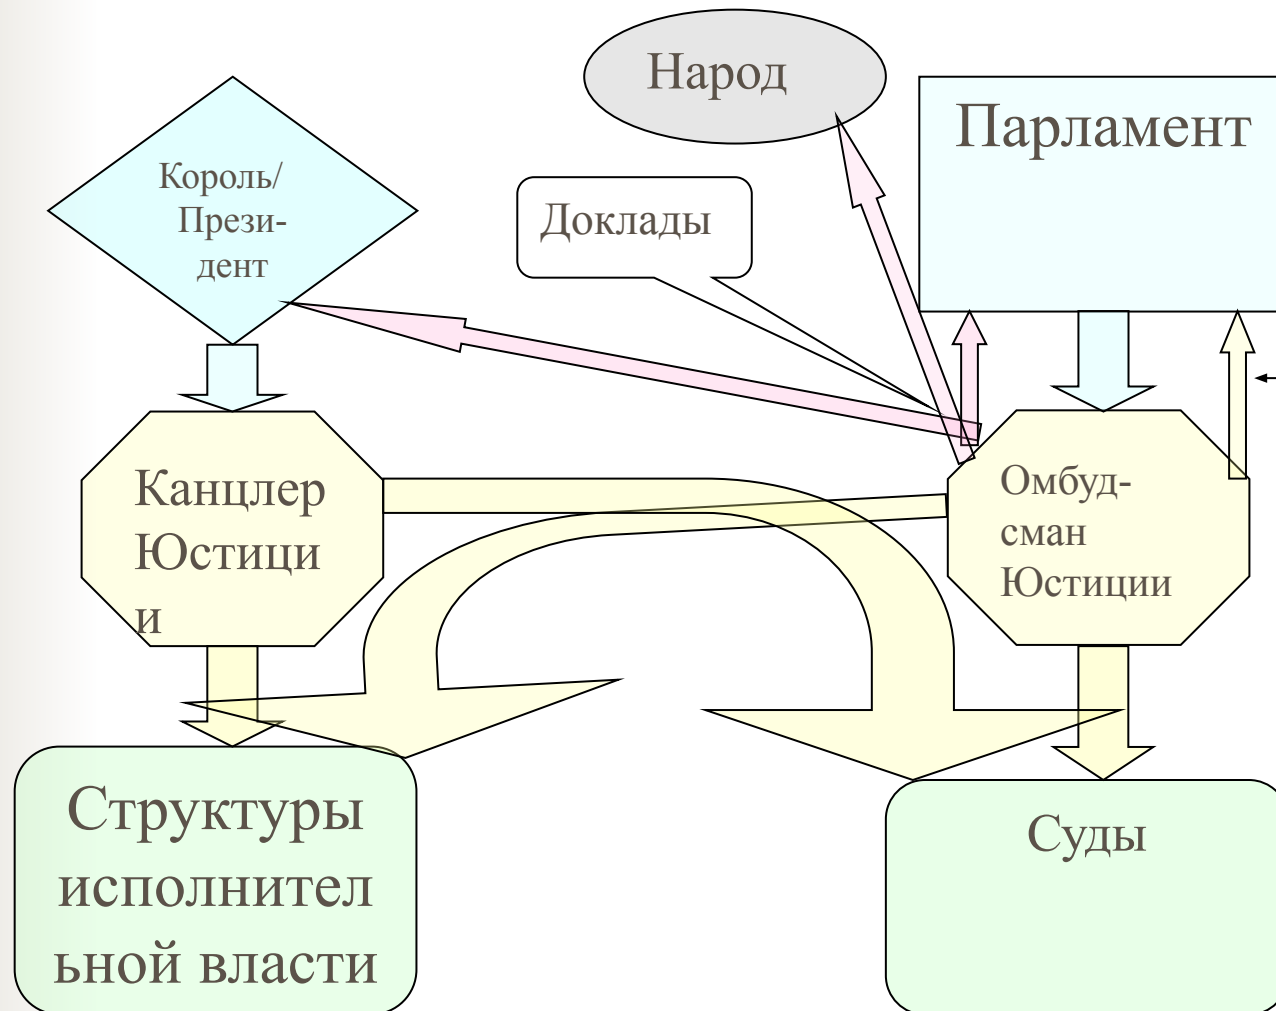 Народ
Парламент
Король/
Прези-
дент
Доклады
Канцлер
Юстици
и
Омбуд-
сман
Юстиции
Структуры
исполнител
ьной власти
Суды